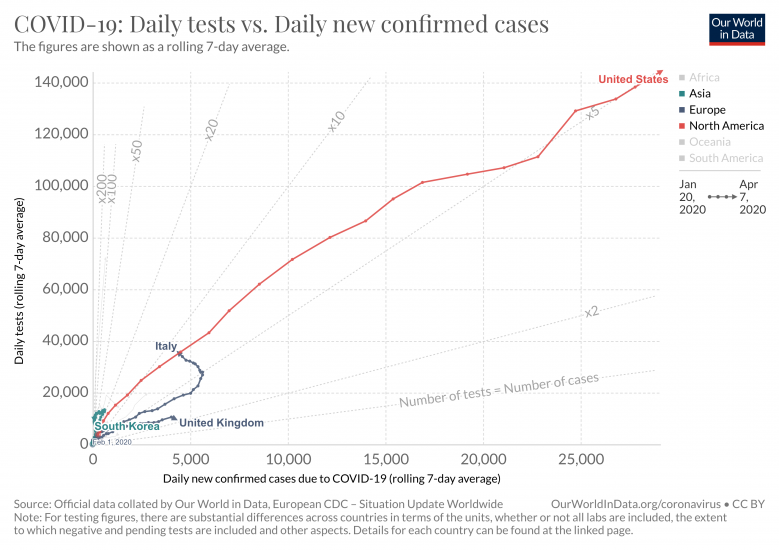 COVID-19: Daily tests vs. Daily new confirmed cases
The figures are shown as a rolling 7-day average.
Our World
in Data
Daily tests (rolling 7-day average)
140,000
120,000
100,000
80,000
60,000
40,000
20,000
0
x200
x100
x50
x20
x10
x5
x2
Number of tests = Number of cases
United States
Italy
United Kingdom
South Korea
Feb 1, 2020
0
5,000
10,000
15,000
20,000
25,000
Daily new confirmed cases due to COVID-19 (rolling 7-day average)
Africa
Asia
Europe
North America
Oceania
South America
Jan 20, 2020
Apr 7, 2020
Source: Official data collated by Our World in Data, European CDC – Situation Update Worldwide
OurWorldInData.org/coronavirus • CC BY
Note: For testing figures, there are substantial differences across countries in terms of the units, whether or not all labs are included, the extent
to which negative and pending tests are included and other aspects. Details for each country can be found at the linked page.